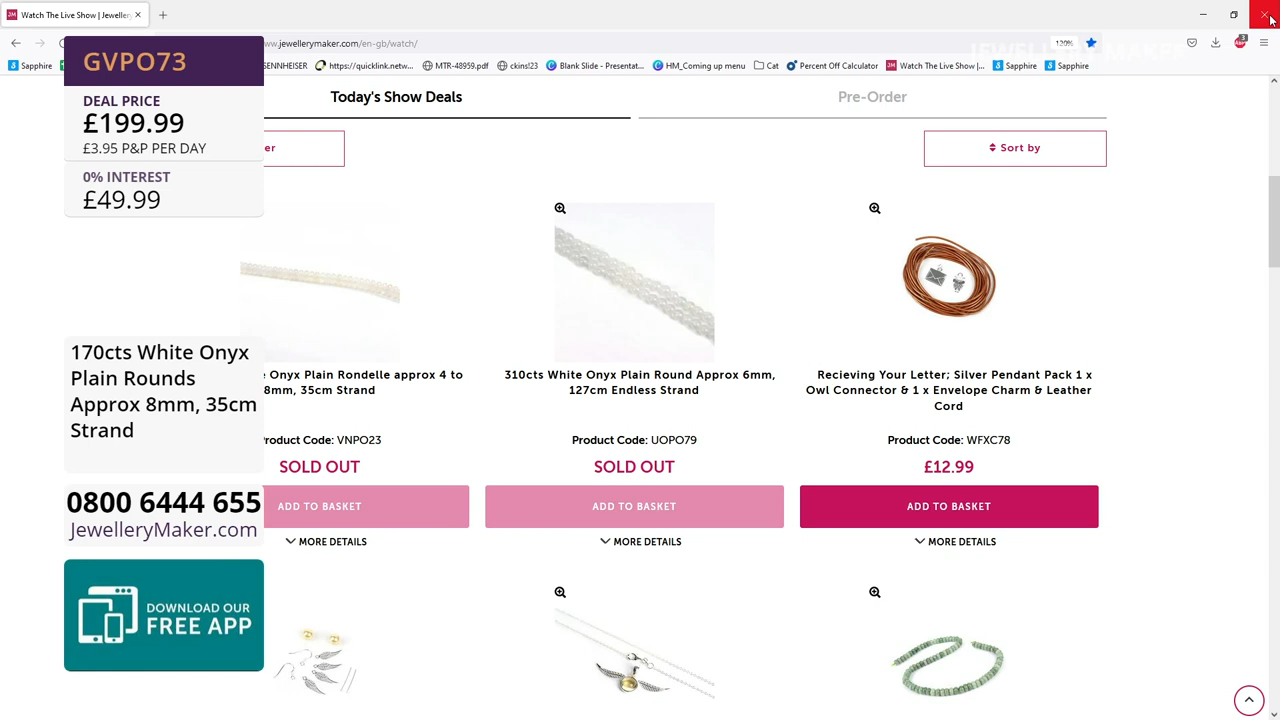 Watch The Live Show | Jeweller
GVPO73
DEAL PRICE
£199.99
£3.95 P&P PER DAY
0% INTEREST
£49.99
170cts White Onyx
Plain Rounds
Approx 8mm, 35cm
Strand
0800 6444 655
JewelleryMaker.com
DOWNLOAD OUR
FREE APP
www.jewellerymaker.com/en-gb/watch/
120%
3
JEWELLERYMAKER
Sapphire
SENNHEISER
https://quicklink.netw...
MTR-48959.pdf
ckins!23
Blank Slide - Presentat...
HM_Coming up menu
Cat
Percent Off Calculator
Watch The Live Show |...
Sapphire
Sapphire
Today's Show Deals
Pre-Order
er
Sort by
e Onyx Plain Rondelle approx 4 to
8mm, 35cm Strand
Product Code: VNPO23
SOLD OUT
ADD TO BASKET
MORE DETAILS
310cts White Onyx Plain Round Approx 6mm,
127cm Endless Strand
Product Code: UOPO79
SOLD OUT
ADD TO BASKET
MORE DETAILS
Recieving Your Letter; Silver Pendant Pack 1 x
Owl Connector & 1 x Envelope Charm & Leather
Cord
Product Code: WFXC78
£12.99
ADD TO BASKET
MORE DETAILS